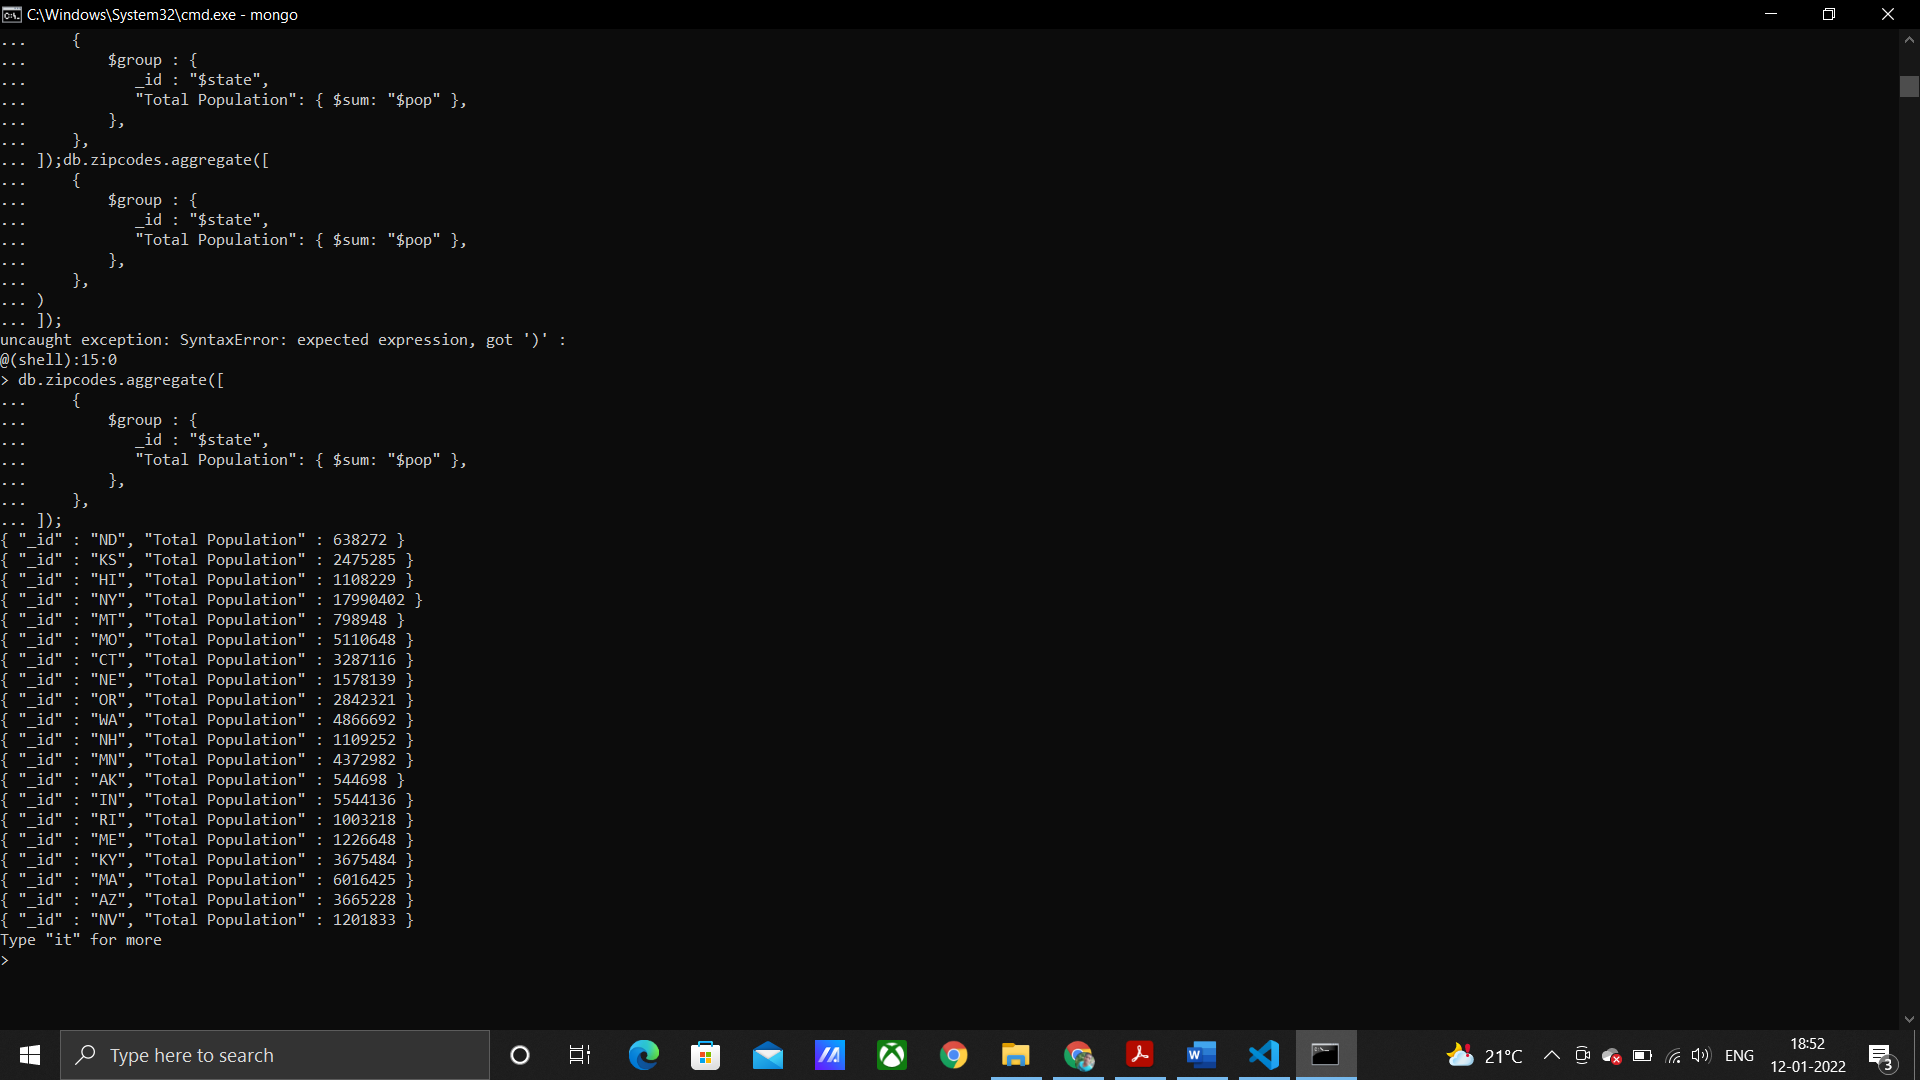 C:\Windows\System32\cmd.exe - mongo
...     {
...         $group : {
...            _id : "$state",
...            "Total Population": { $sum: "$pop" },
...         },
...     },
... ]);db.zipcodes.aggregate([
...     {
...         $group : {
...            _id : "$state",
...            "Total Population": { $sum: "$pop" },
...         },
...     },
... )
... ]);
uncaught exception: SyntaxError: expected expression, got ')' :
@(shell):15:0
> db.zipcodes.aggregate([
...     {
...         $group : {
...            _id : "$state",
...            "Total Population": { $sum: "$pop" },
...         },
...     },
... ]);
{ "_id" : "ND", "Total Population" : 638272 }
{ "_id" : "KS", "Total Population" : 2475285 }
{ "_id" : "HI", "Total Population" : 1108229 }
{ "_id" : "NY", "Total Population" : 17990402 }
{ "_id" : "MT", "Total Population" : 798948 }
{ "_id" : "MO", "Total Population" : 5110648 }
{ "_id" : "CT", "Total Population" : 3287116 }
{ "_id" : "NE", "Total Population" : 1578139 }
{ "_id" : "OR", "Total Population" : 2842321 }
{ "_id" : "WA", "Total Population" : 4866692 }
{ "_id" : "NH", "Total Population" : 1109252 }
{ "_id" : "MN", "Total Population" : 4372982 }
{ "_id" : "AK", "Total Population" : 544698 }
{ "_id" : "IN", "Total Population" : 5544136 }
{ "_id" : "RI", "Total Population" : 1003218 }
{ "_id" : "ME", "Total Population" : 1226648 }
{ "_id" : "KY", "Total Population" : 3675484 }
{ "_id" : "MA", "Total Population" : 6016425 }
{ "_id" : "AZ", "Total Population" : 3665228 }
{ "_id" : "NV", "Total Population" : 1201833 }
Type "it" for more
>
Type here to search
21°C
ENG
18:52
12-01-2022
3